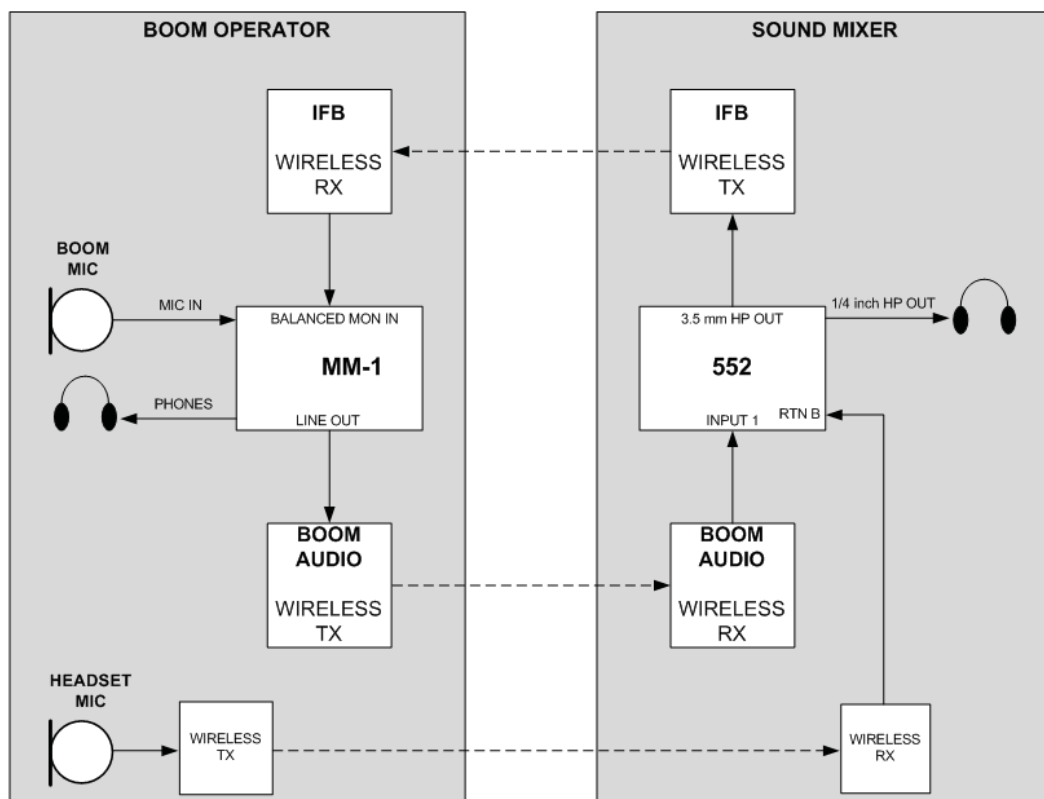 BOOM OPERATOR
IFB
WIRELESS
RX
BOOM
MIC
MIC IN
BALANCED MON IN
MM-1
PHONES
LINE OUT
BOOM
AUDIO
WIRELESS
TX
HEADSET
MIC
WIRELESS
TX
SOUND MIXER
IFB
WIRELESS
TX
1/4 inch HP OUT
3.5 mm HP OUT
552
RTN B
INPUT 1
BOOM
AUDIO
WIRELESS
RX
WIRELESS
RX